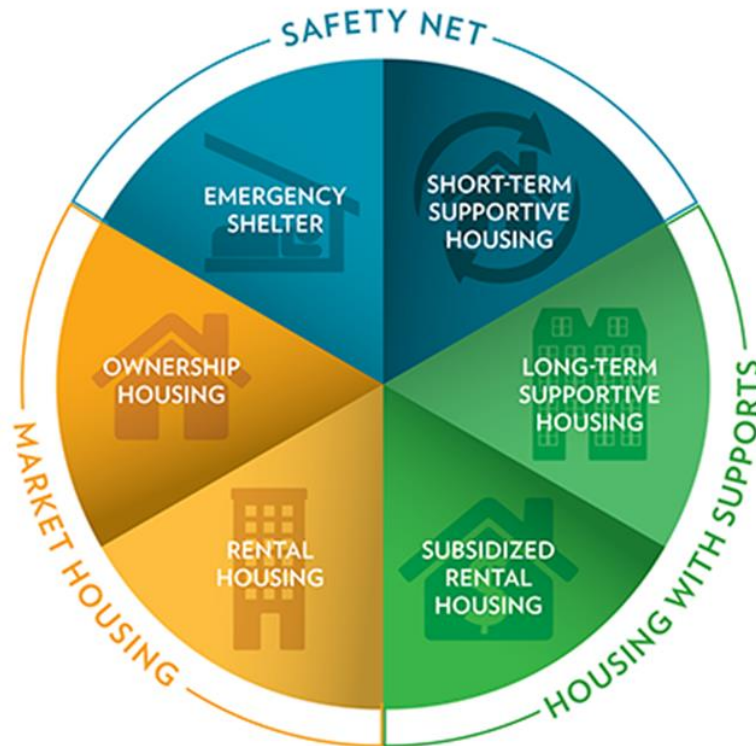 SAFETY NET
EMERGENCY
SHELTER
SHORT-TERM
SUPPORTIVE
HOUSING
OWNERSHIP
HOUSING
LONG-TERM
SUPPORTIVE
HOUSING
RENTAL
HOUSING
SUBSIDIZED
RENTAL
HOUSING
$
MARKET HOUSING
HOUSING WITH SUPPORTS